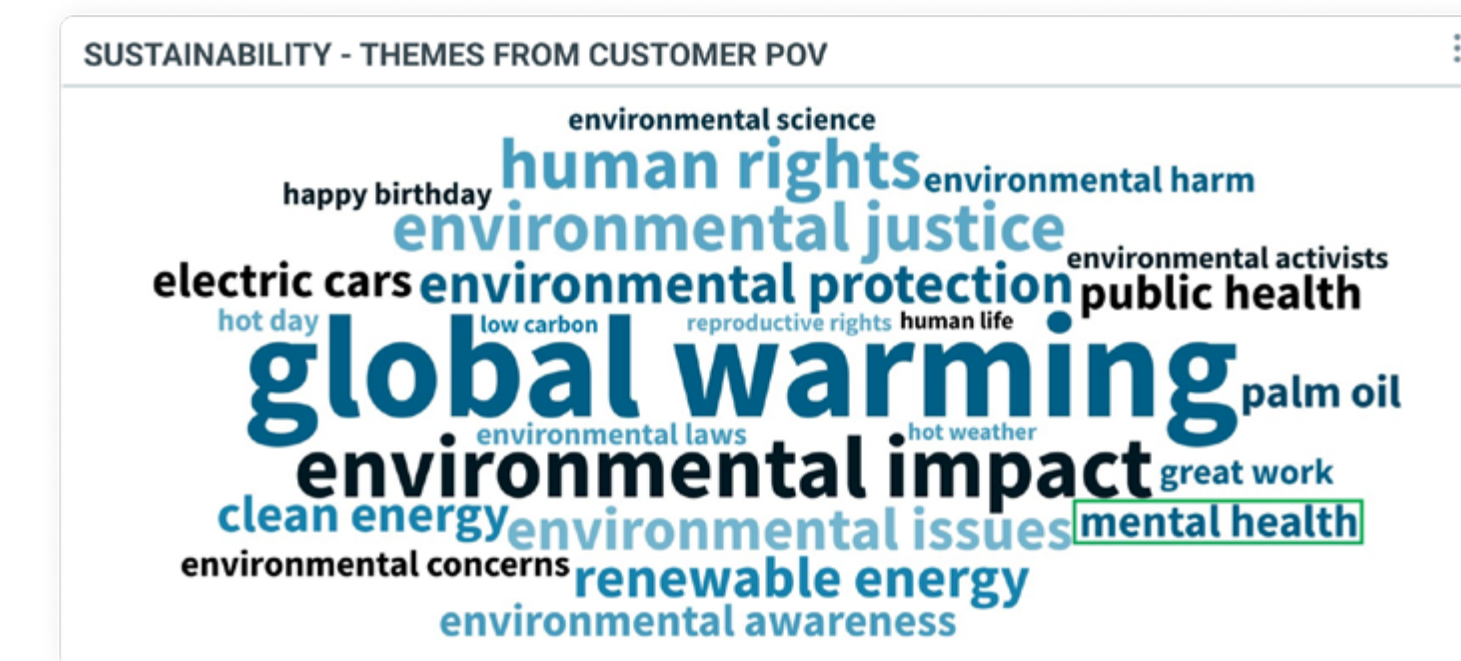 SUSTAINABILITY - THEMES FROM CUSTOMER POV
environmental science
human rights
environmental harm
happy birthday
environmental justice
environmental activists
electric cars
environmental protection
public health
hot day
low carbon
reproductive rights
human life
global warming
palm oil
environmental laws
hot weather
environmental impact
great work
clean energy
environmental issues
mental health
environmental concerns
renewable energy
environmental awareness